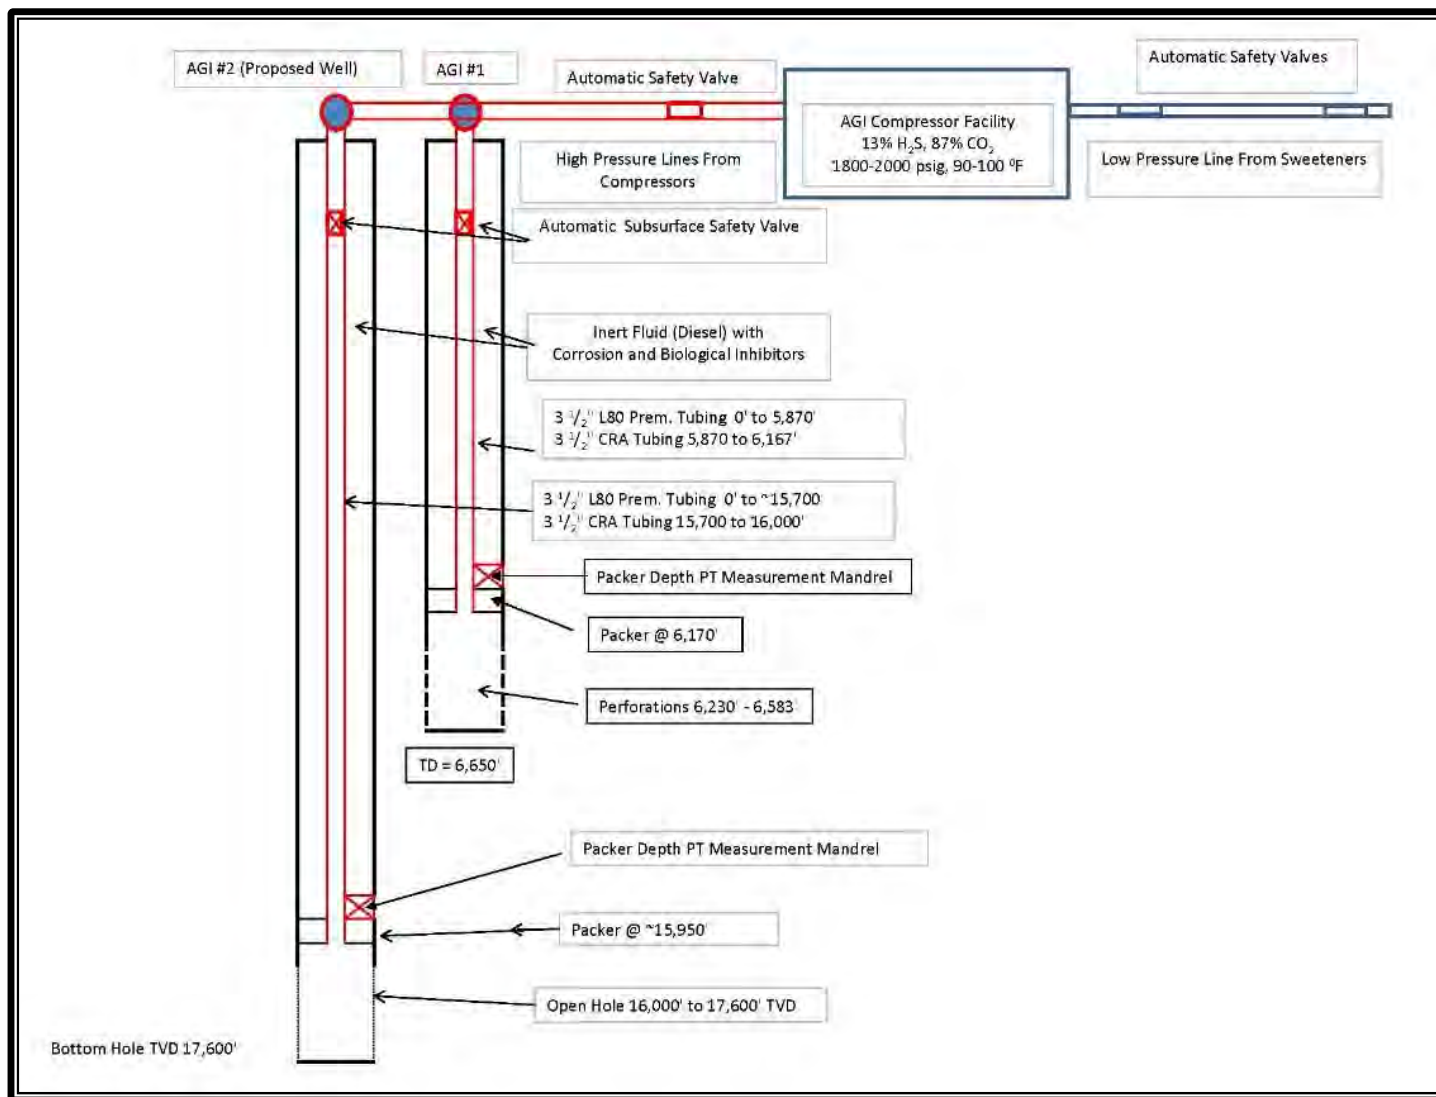 AGI #2 (Proposed Well)
AGI #1
Automatic Safety Valve
Automatic Safety Valves
AGI Compressor Facility
13% H₂S, 87% CO₂
1800-2000 psig, 90-100 ⁰F
High Pressure Lines From
Compressors
Low Pressure Line From Sweeteners
Automatic Subsurface Safety Valve
Inert Fluid (Diesel) with
Corrosion and Biological Inhibitors
3 ¹/₂" L80 Prem. Tubing 0' to 5,870'
3 ¹/₂" CRA Tubing 5,870 to 6,167'
3 ¹/₂" L80 Prem. Tubing 0' to ~15,700
3 ¹/₂" CRA Tubing 15,700 to 16,000'
Packer Depth PT Measurement Mandrel
Packer @ 6,170'
Perforations 6,230' - 6,583'
TD = 6,650'
Packer Depth PT Measurement Mandrel
Packer @ ~15,950'
Open Hole 16,000' to 17,600' TVD
Bottom Hole TVD 17,600'